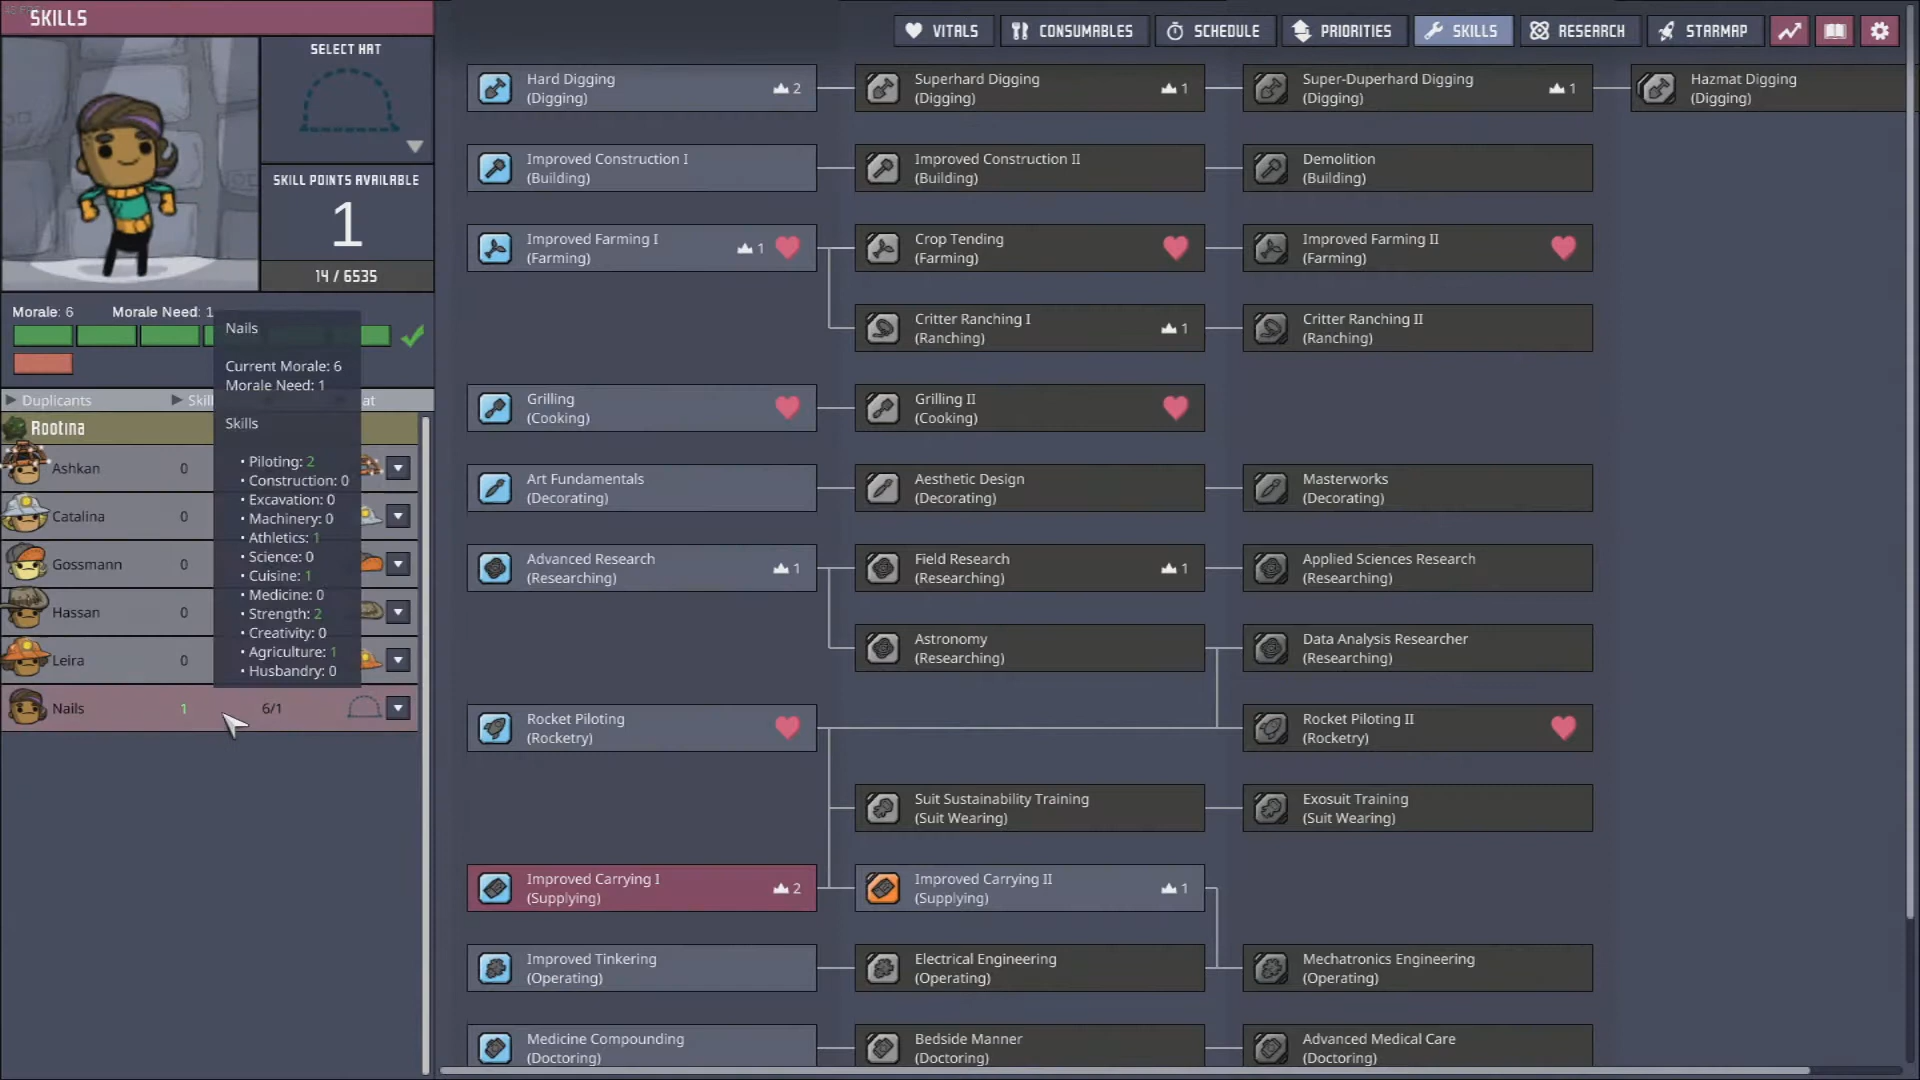 SKILLS
SELECT HAT
SKILL POINTS AVAILABLE
1
14 / 6535
Morale: 6
Morale Need: 1
Duplicants
Skil
at
Rootina
Ashkan
0
Catalina
0
Gossmann
0
Hassan
0
Leira
0
Nails
1
6/1
Nails
Current Morale: 6
Morale Need: 1
Skills
• Piloting: 2
• Construction: 0
• Excavation: 0
• Machinery: 0
• Athletics: 1
• Science: 0
• Cuisine: 1
• Medicine: 0
• Strength: 2
• Creativity: 0
• Agriculture: 1
• Husbandry: 0
VITALS
CONSUMABLES
SCHEDULE
PRIORITIES
SKILLS
RESEARCH
STARMAP
Hard Digging
(Digging)
2
Superhard Digging
(Digging)
1
Super-Duperhard Digging
(Digging)
1
Hazmat Digging
(Digging)
Improved Construction I
(Building)
Improved Construction II
(Building)
Demolition
(Building)
Improved Farming I
(Farming)
1
Crop Tending
(Farming)
Improved Farming II
(Farming)
Critter Ranching I
(Ranching)
1
Critter Ranching II
(Ranching)
Grilling
(Cooking)
Grilling II
(Cooking)
Art Fundamentals
(Decorating)
Aesthetic Design
(Decorating)
Masterworks
(Decorating)
Advanced Research
(Researching)
1
Field Research
(Researching)
1
Applied Sciences Research
(Researching)
Astronomy
(Researching)
Data Analysis Researcher
(Researching)
Rocket Piloting
(Rocketry)
Rocket Piloting II
(Rocketry)
Suit Sustainability Training
(Suit Wearing)
Exosuit Training
(Suit Wearing)
Improved Carrying I
(Supplying)
2
Improved Carrying II
(Supplying)
1
Improved Tinkering
(Operating)
Electrical Engineering
(Operating)
Mechatronics Engineering
(Operating)
Medicine Compounding
(Doctoring)
Bedside Manner
(Doctoring)
Advanced Medical Care
(Doctoring)